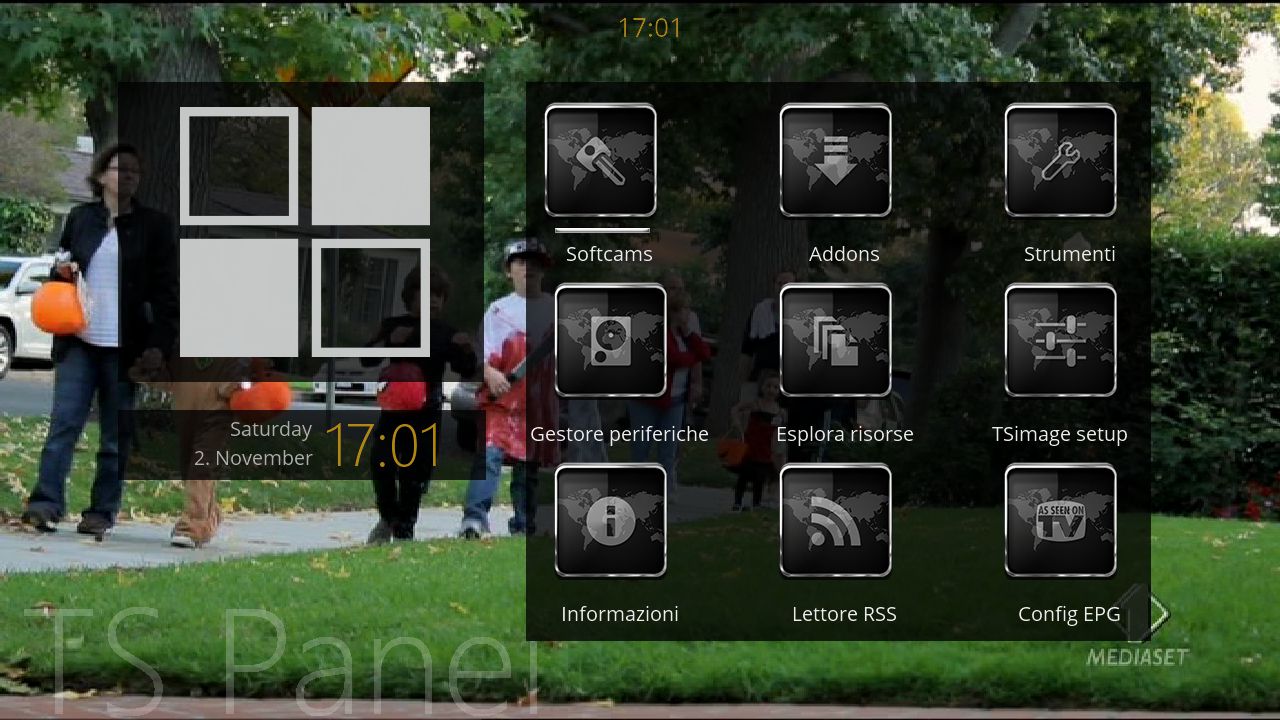 17:01
Softcams
Addons
Strumenti
Saturday
2. November
17:01
Gestore periferiche
Esplora risorse
TSimage setup
AS SEEN ON
TV
Informazioni
Lettore RSS
Config EPG
TS Panel
MEDIASET